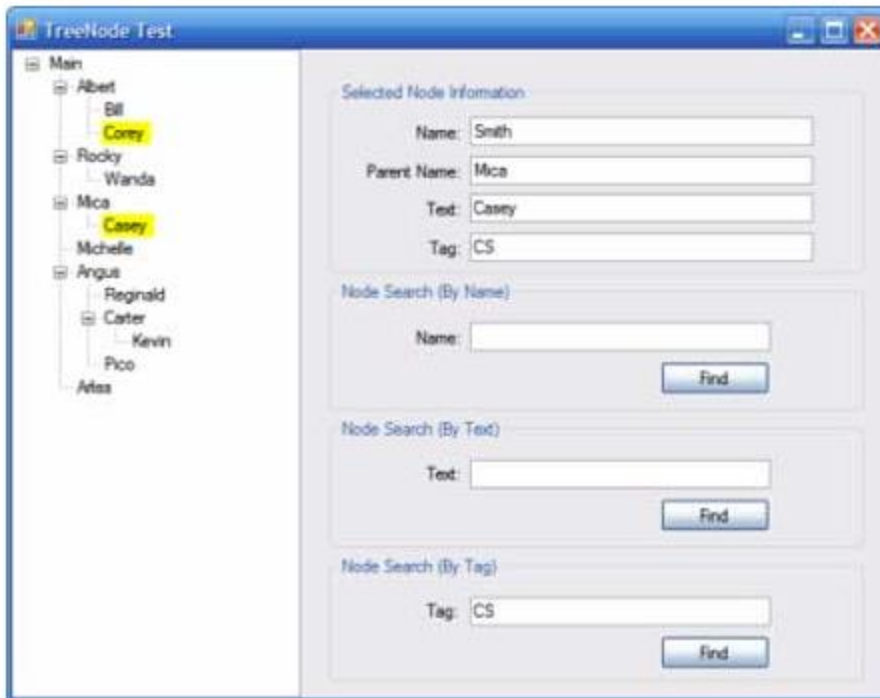 TreeNode Test
Main
Albert
Bill
Corey
Rocky
Wanda
Mica
Casey
Michelle
Angus
Reginald
Carter
Kevin
Pico
Arliss
Selected Node Information
Name: Smith
Parent Name: Mica
Text: Casey
Tag: CS
Node Search (By Name)
Name:
Find
Node Search (By Text)
Text:
Find
Node Search (By Tag)
Tag: CS
Find